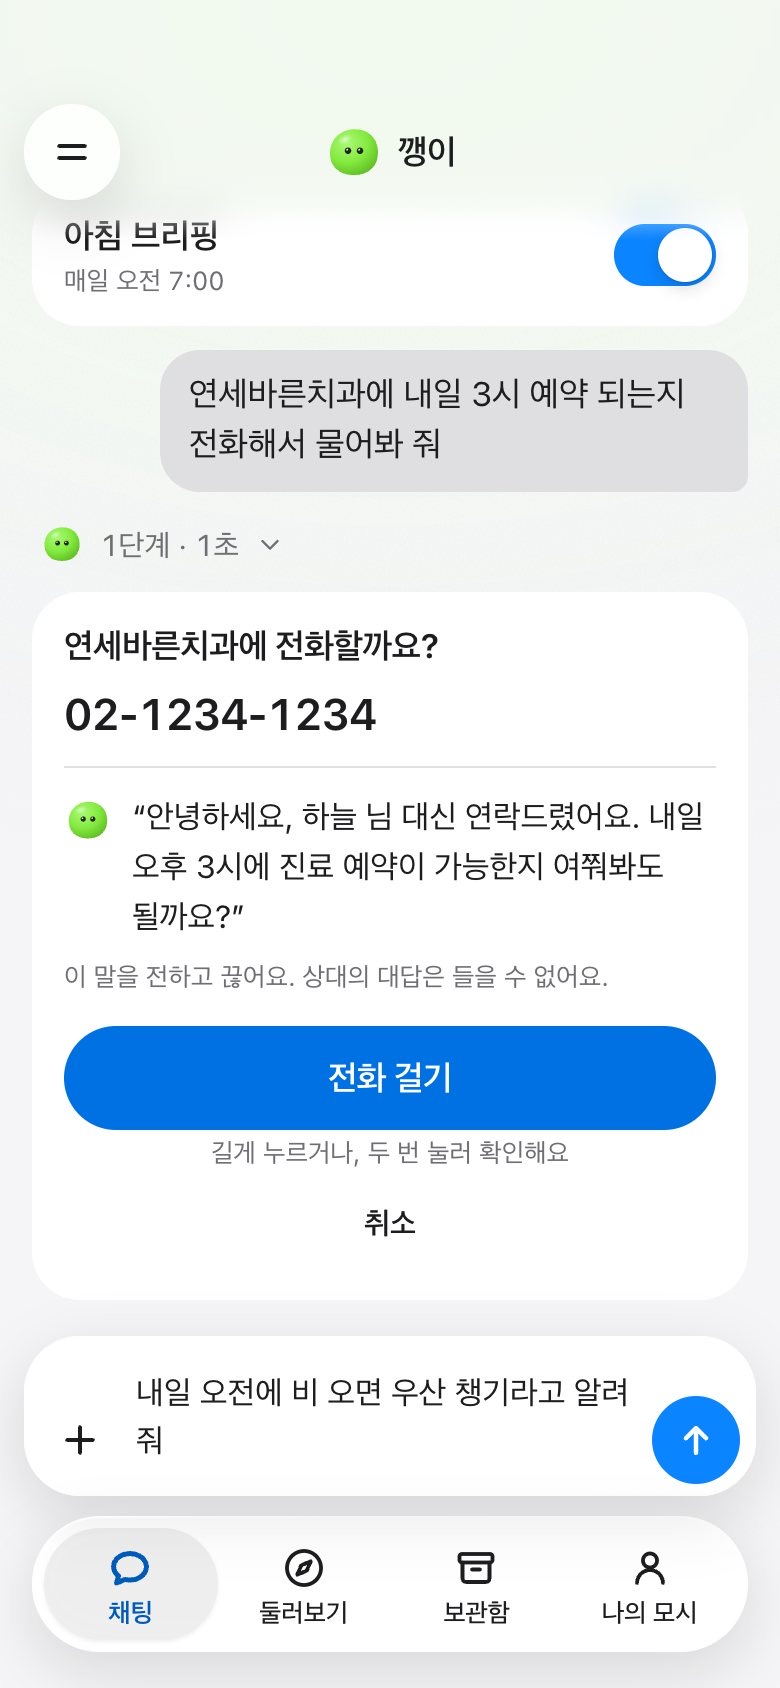 깽이
아침 브리핑
매일 오전 7:00
연세바른치과에 내일 3시 예약 되는지
전화해서 물어봐 줘
1단계 · 1초
연세바른치과에 전화할까요?
02-1234-1234
“안녕하세요, 하늘 님 대신 연락드렸어요. 내일
오후 3시에 진료 예약이 가능한지 여쭤봐도
될까요?”
이 말을 전하고 끊어요. 상대의 대답은 들을 수 없어요.
전화 걸기
길게 누르거나, 두 번 눌러 확인해요
취소
내일 오전에 비 오면 우산 챙기라고 알려
줘
채팅
둘러보기
보관함
나의 모시